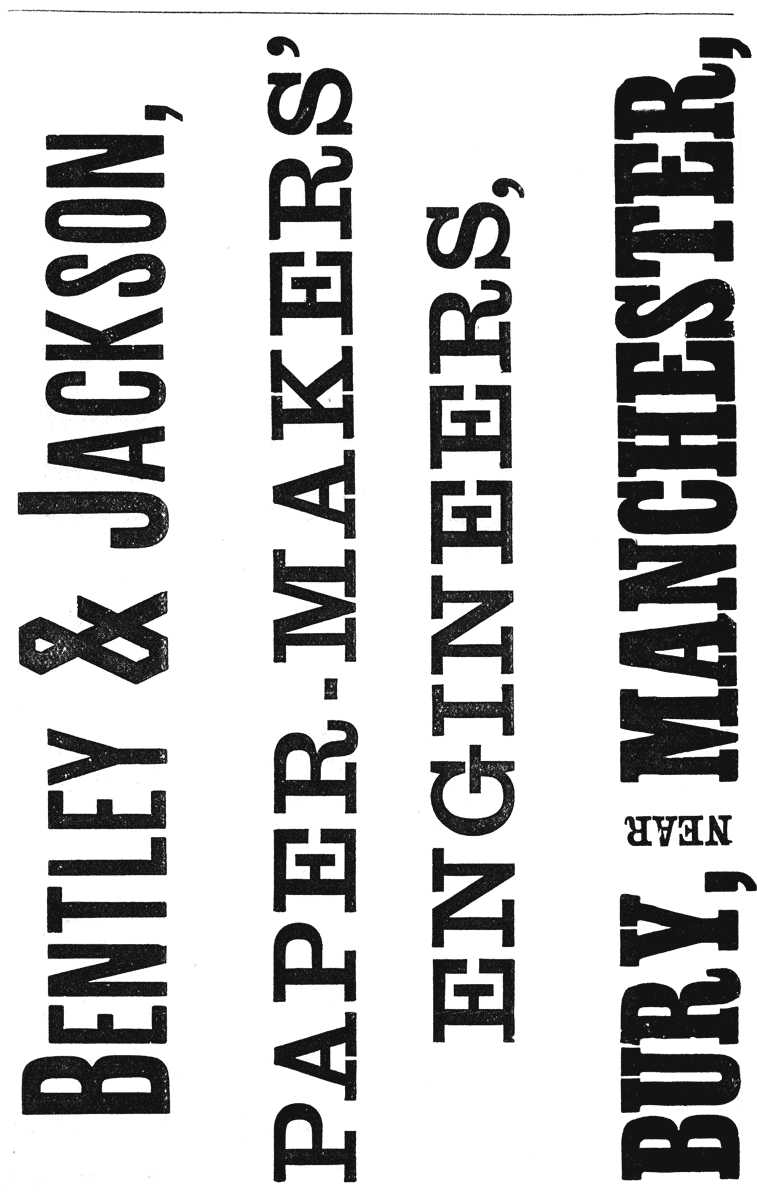 BENTLEY & JACKSON,
PAPER-MAKERS'
ENGINEERS,
BURY, NEAR MANCHESTER,